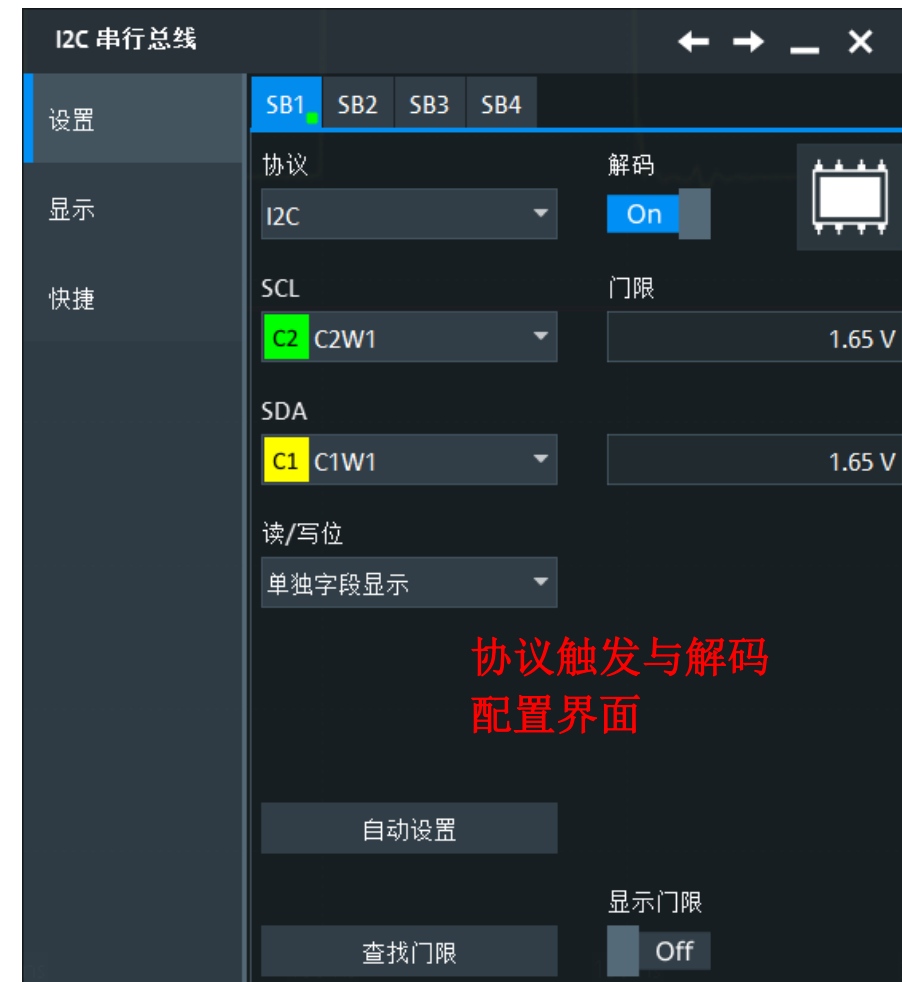 I2C 串行总线
设置
显示
快捷
SB1 SB2 SB3 SB4
协议 解码
I2C On
SCL 门限
C2 C2W1 1.65 V
SDA
C1 C1W1 1.65 V
读/写位
单独字段显示
协议触发与解码
配置界面
自动设置
显示门限
查找门限 Off